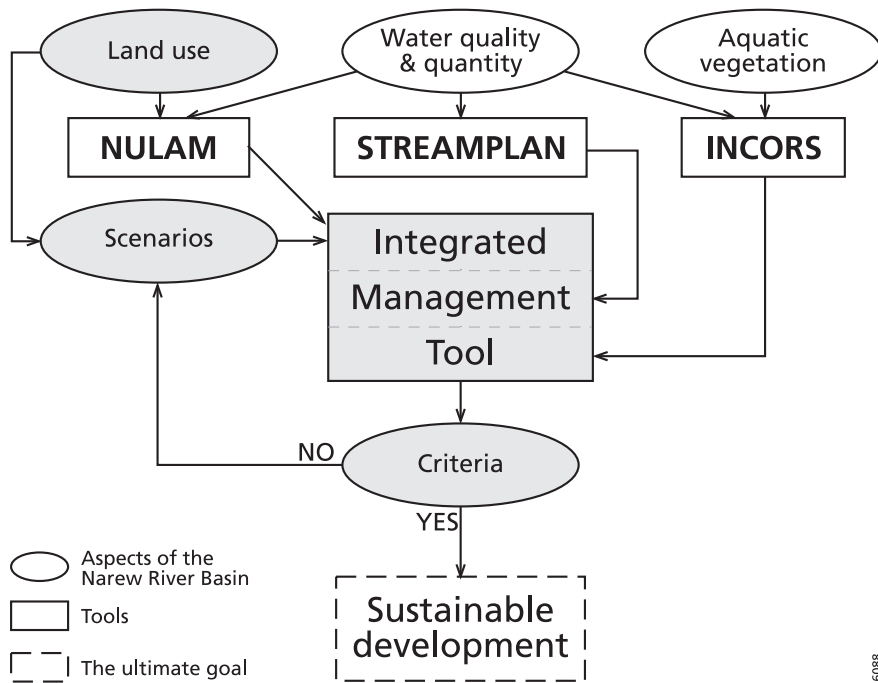 Land use
Water quality
& quantity
Aquatic
vegetation
NULAM
STREAMPLAN
INCORS
Scenarios
Integrated
Management
Tool
NO
Criteria
YES
Aspects of the
Narew River Basin
Tools
The ultimate goal
Sustainable
development
6088